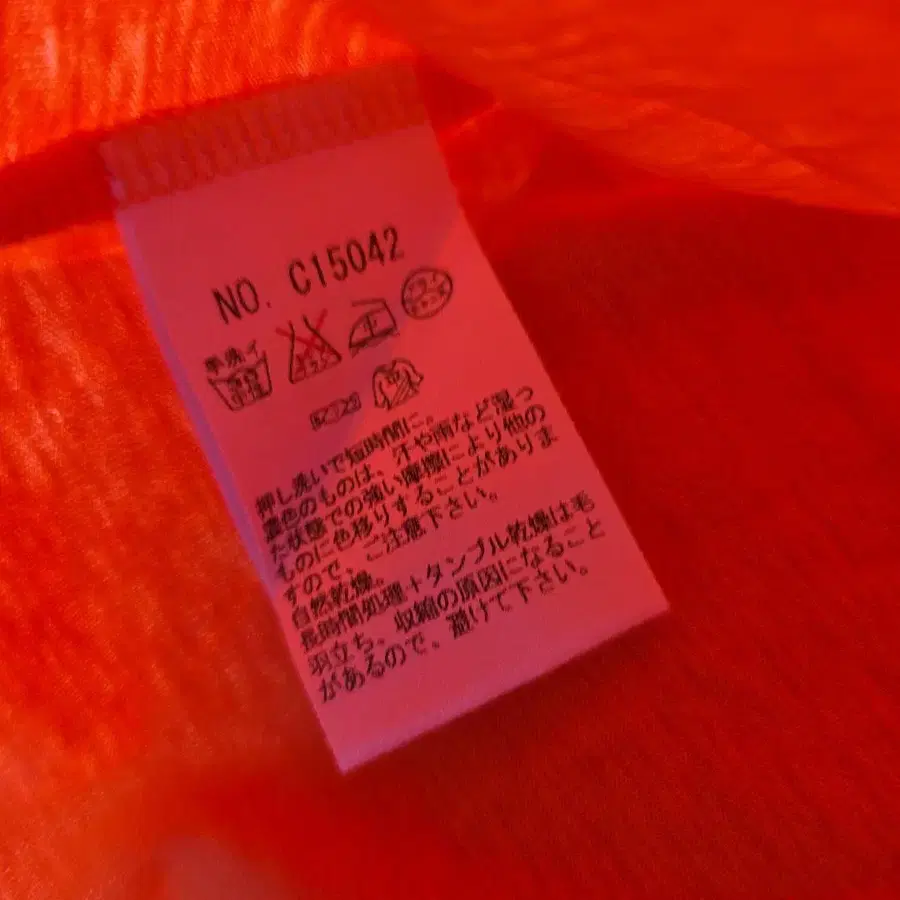 NO. C15042
手洗イ
押し洗いで短時間に。
濃色のものは、汗や雨など湿っ
た状態での強い摩擦により他の
ものに色移りすることがありま
すので、ご注意下さい。
自然乾燥。
長時間処理+タンブル乾燥は毛
羽立ち、収縮の原因になること
があるので、避けて下さい。